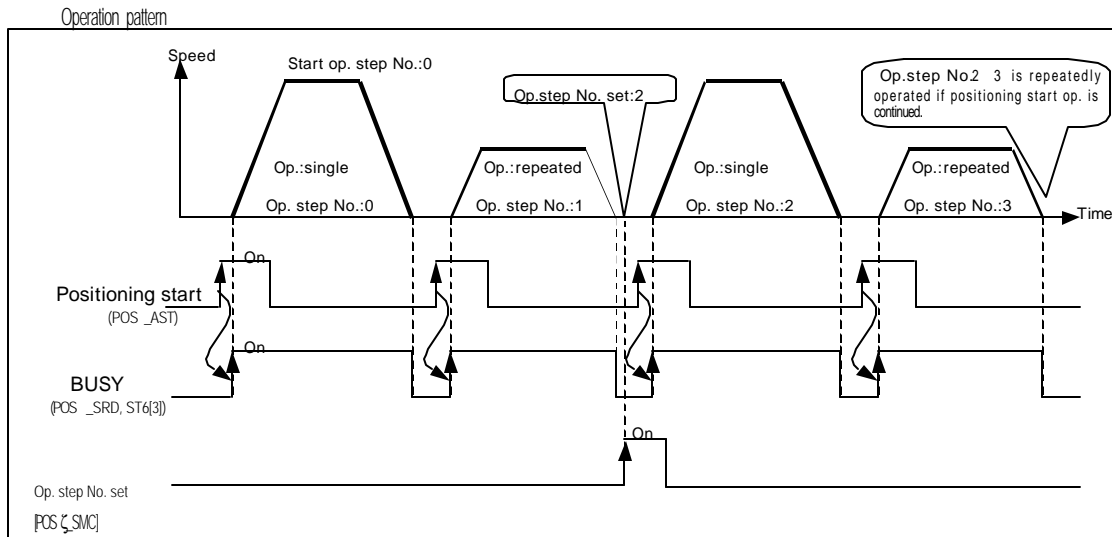 Operation pattern
Speed
Start op. step No.:0
Op.step No. set:2
Op.step No.2 3 is repeatedly
operated if positioning start op. is
continued.
Op.:single
Op.:repeated
Op.:single
Op.:repeated
Op. step No.:0
Op. step No.:1
Op. step No.:2
Op. step No.:3
Time
On
Positioning start
(POS _AST)
On
BUSY
(POS _SRD, ST6[3])
On
Op. step No. set
[POS ζ_SMC]